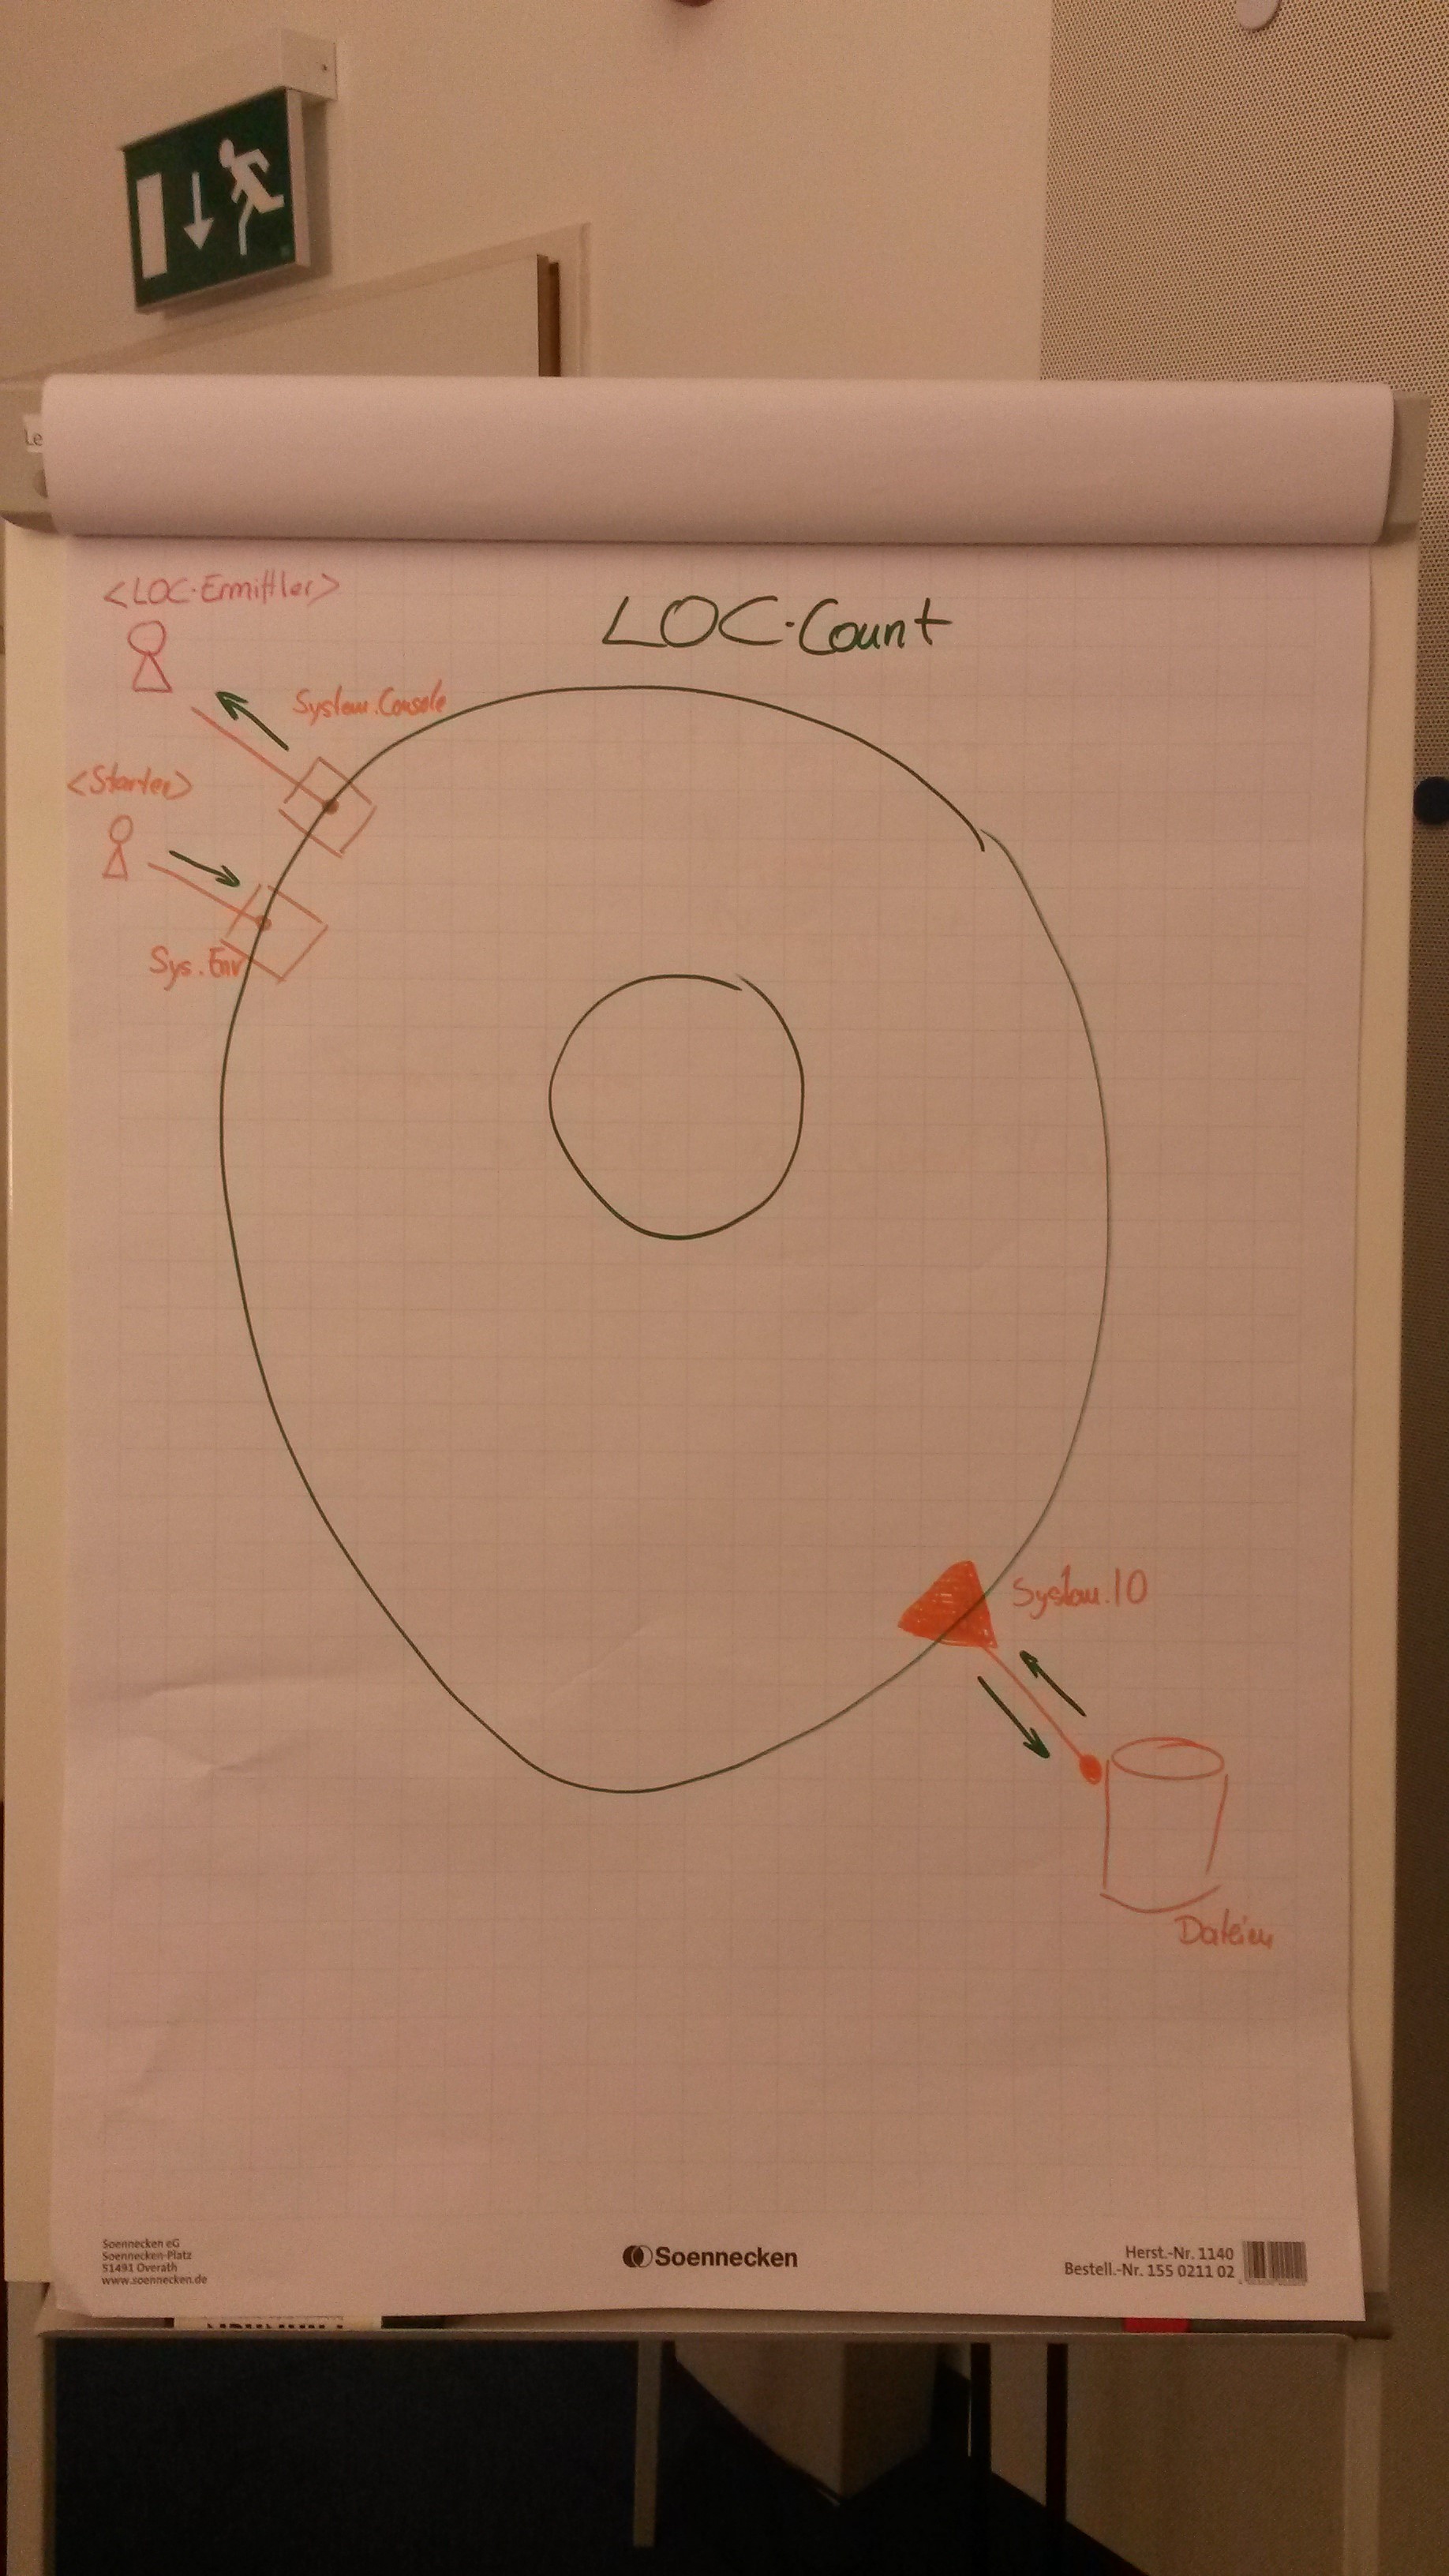 Le
<LOC-Ermittler>
LOC-Count
System.Console
<Starter>
Sys.Env
System.IO
Dateien
Soennecken eG
Soennecken-Platz
51491 Overath
www.soennecken.de
Soennecken
Herst.-Nr. 1140
Bestell.-Nr. 155 0211 02